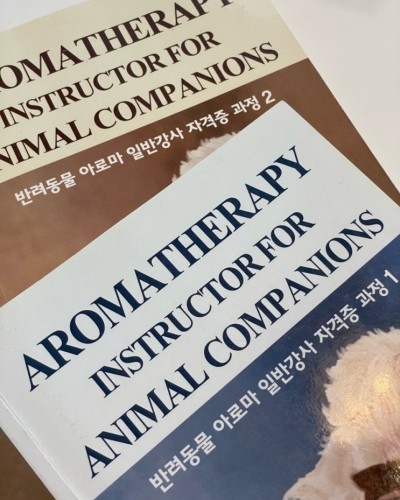 AROMATHERAPY
INSTRUCTOR FOR
ANIMAL COMPANIONS
반려동물 아로마 일반강사 자격증 과정 2
AROMATHERAPY
INSTRUCTOR FOR
ANIMAL COMPANIONS
반려동물 아로마 일반강사 자격증 과정 1